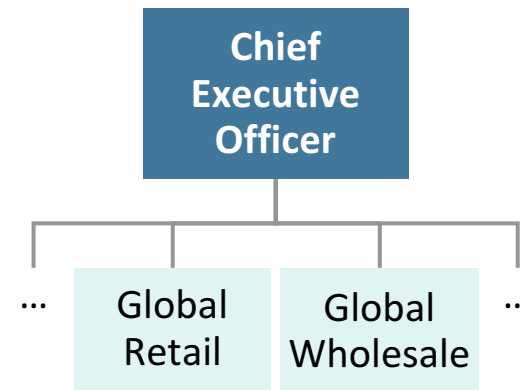 Chief
Executive
Officer
...
Global
Retail
Global
Wholesale
..